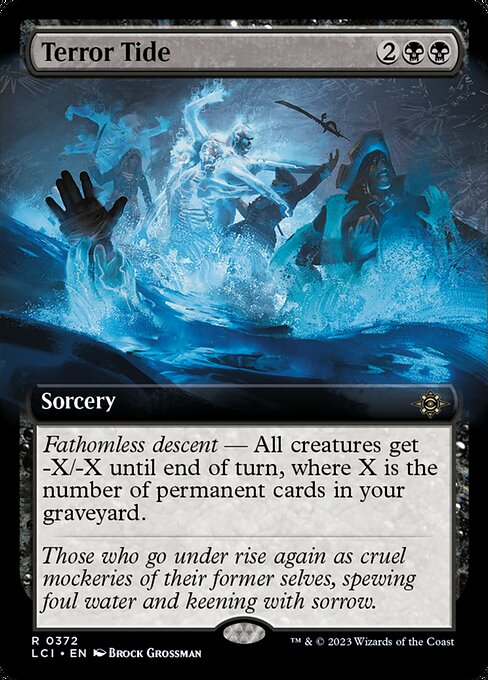 Terror Tide 2
Sorcery
Fathomless descent — All creatures get
-X/-X until end of turn, where X is the
number of permanent cards in your
graveyard.
Those who go under rise again as cruel
mockeries of their former selves, spewing
foul water and keening with sorrow.
R 0372
LCI • EN Brock Grossman
™ & © 2023 Wizards of the Coast